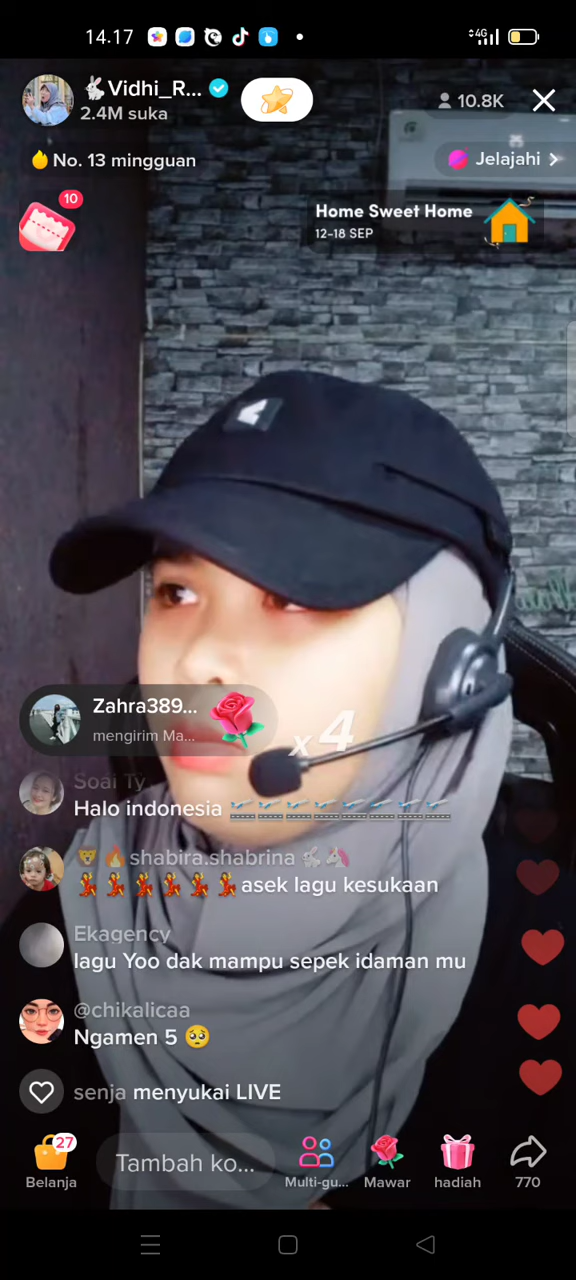 14.17
4G
Vidhi_R...
2.4M suka
10.8K
No. 13 mingguan
Jelajahi >
10
Home Sweet Home
12-18 SEP
Zahra389...
mengirim Ma...
x4
Soai Tỷ
Halo indonesia
shabira.shabrina
asek lagu kesukaan
Ekagency
lagu Yoo dak mampu sepek idaman mu
@chikalicaa
Ngamen 5
senja menyukai LIVE
27
Tambah ko...
Belanja
Multi-gu...
Mawar
hadiah
770